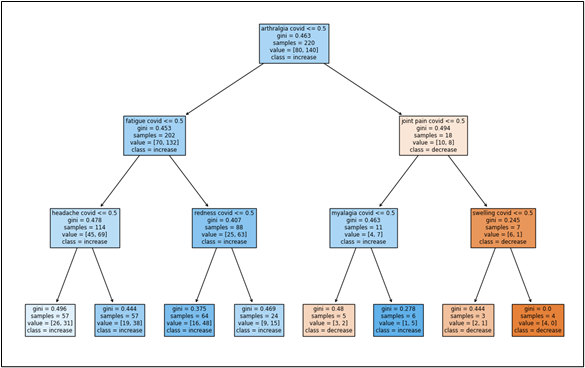 arthralgia covid <= 0.5
gini = 0.463
samples = 220
value = [80, 140]
class = increase
fatigue covid <= 0.5
gini = 0.453
samples = 202
value = [70, 132]
class = increase
joint pain covid <= 0.5
gini = 0.494
samples = 18
value = [10, 8]
class = decrease
headache covid <= 0.5
gini = 0.478
samples = 114
value = [45, 69]
class = increase
redness covid <= 0.5
gini = 0.407
samples = 88
value = [25, 63]
class = increase
myalagia covid <= 0.5
gini = 0.463
samples = 11
value = [4, 7]
class = increase
swelling covid <= 0.5
gini = 0.245
samples = 7
value = [6, 1]
class = decrease
gini = 0.496
samples = 57
value = [26, 31]
class = increase
gini = 0.444
samples = 57
value = [19, 38]
class = increase
gini = 0.375
samples = 64
value = [16, 48]
class = increase
gini = 0.469
samples = 24
value = [9, 15]
class = increase
gini = 0.48
samples = 5
value = [3, 2]
class = decrease
gini = 0.278
samples = 6
value = [1, 5]
class = increase
gini = 0.444
samples = 3
value = [2, 1]
class = decrease
gini = 0.0
samples = 4
value = [4, 0]
class = decrease